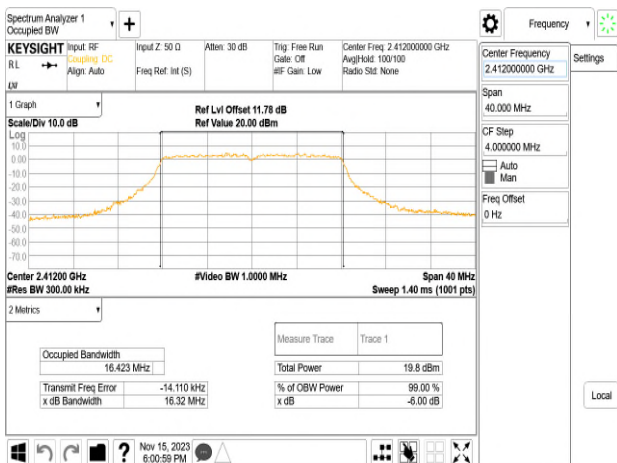 Spectrum Analyzer 1
Occupied BW
KEYSIGHT
RL
Input: RF
Coupling: DC
Align: Auto
Input Z: 50 Ω
Freq Ref: Int (S)
Atten: 30 dB
Trig: Free Run
Gate: Off
#IF Gain: Low
Center Freq: 2.412000000 GHz
Avg|Hold: 100/100
Radio Std: None
1 Graph
Scale/Div 10.0 dB
Ref Lvl Offset 11.78 dB
Ref Value 20.00 dBm
Log
10.0
0.00
-10.0
-20.0
-30.0
-40.0
-50.0
-60.0
-70.0
Center 2.41200 GHz
#Res BW 300.00 kHz
#Video BW 1.0000 MHz
Span 40 MHz
Sweep 1.40 ms (1001 pts)
2 Metrics
Measure Trace
Trace 1
Occupied Bandwidth
16.423 MHz
Total Power
19.8 dBm
Transmit Freq Error
-14.110 kHz
% of OBW Power
99.00 %
x dB Bandwidth
16.32 MHz
x dB
-6.00 dB
Nov 15, 2023
6:00:59 PM
Frequency
Center Frequency
2.412000000 GHz
Settings
Span
40.000 MHz
CF Step
4.000000 MHz
Auto
Man
Freq Offset
0 Hz
Local